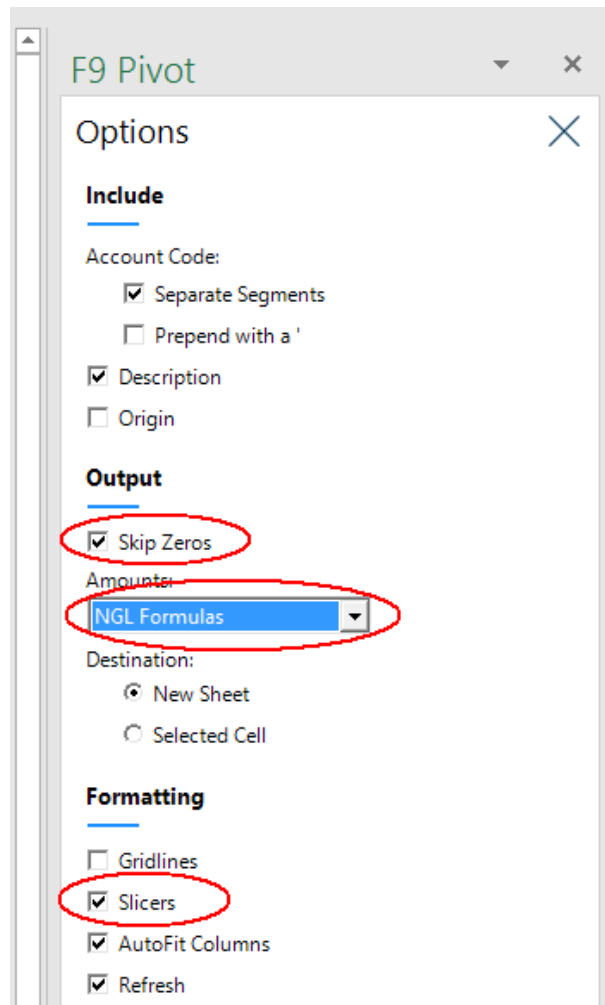 F9 Pivot
Options
Include
Account Code:
Separate Segments
Prepend with a '
Description
Origin
Output
Skip Zeros
Amounts:
NGL Formulas
Destination:
New Sheet
Selected Cell
Formatting
Gridlines
Slicers
AutoFit Columns
Refresh